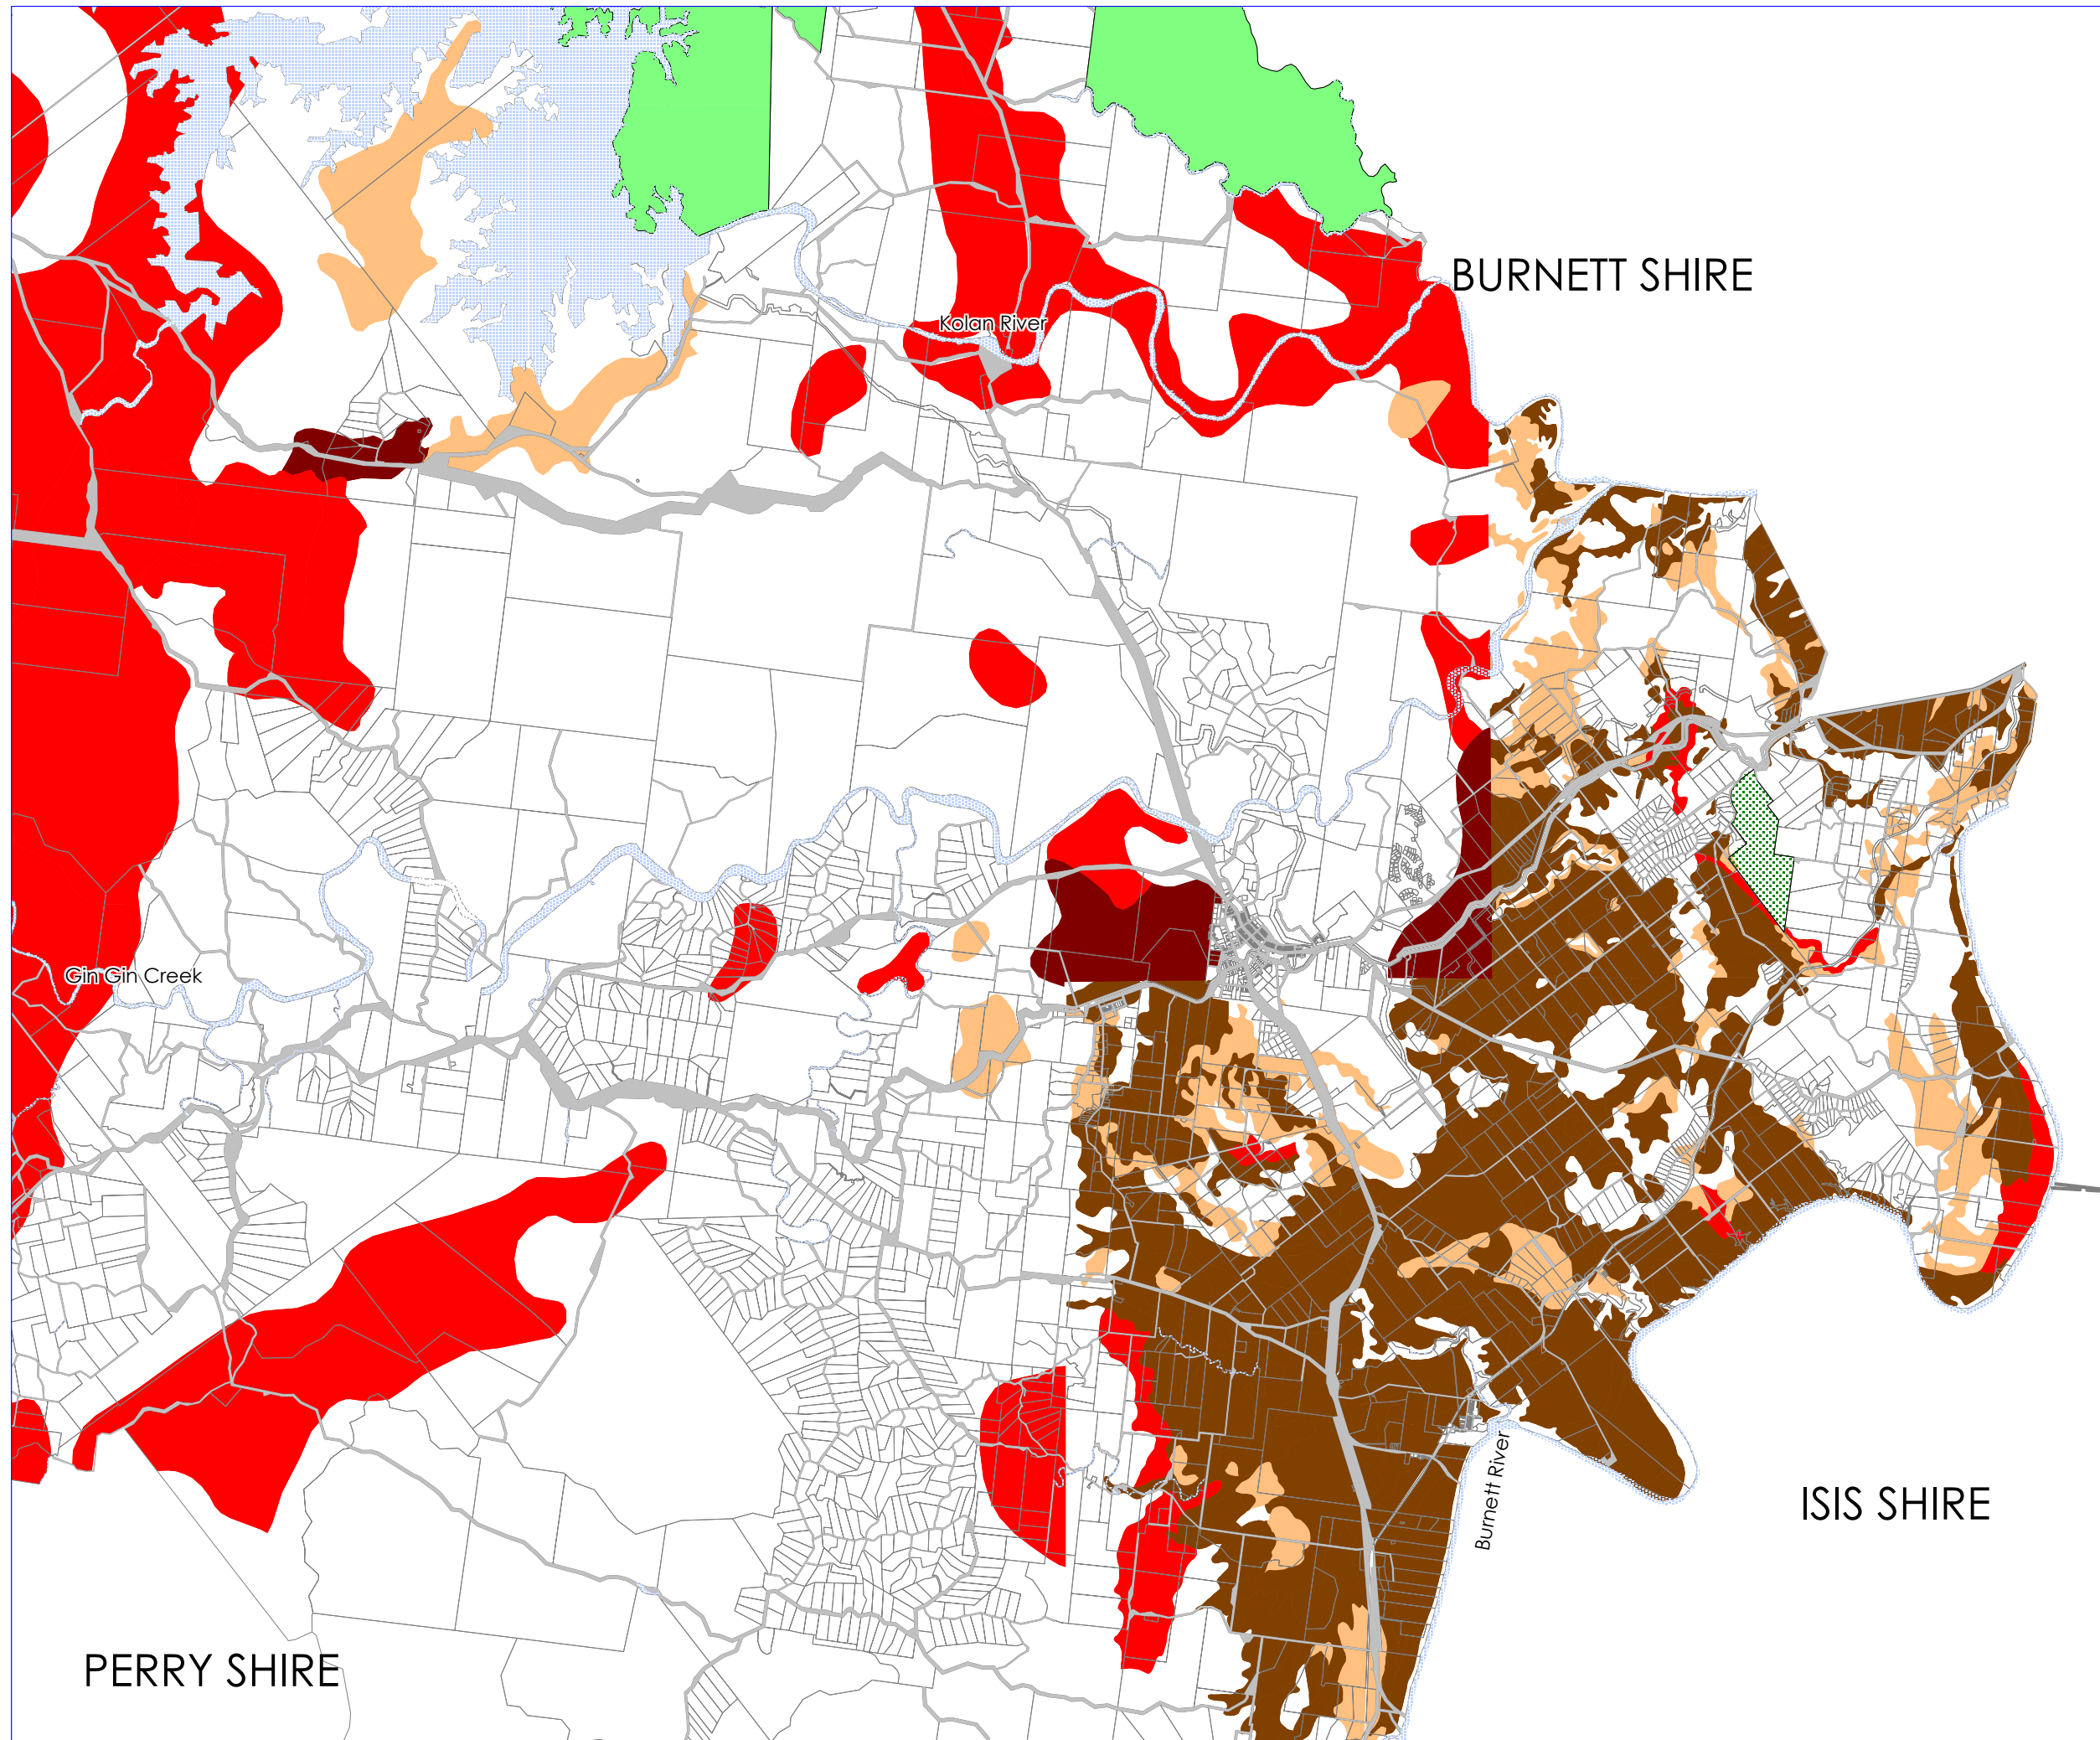 BURNETT SHIRE
Kolan River
Gin Gin Creek
Burnett River
ISIS SHIRE
PERRY SHIRE